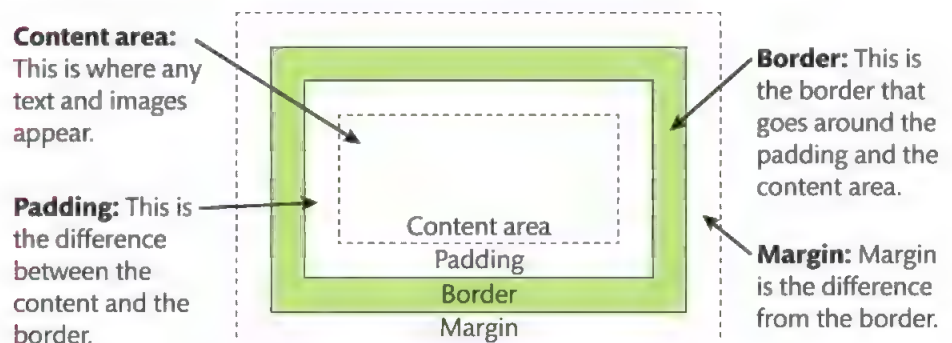 Content area:
This is where any
text and images
appear.
Padding: This is
the difference
between the
content and the
border.
Content area
Padding
Border
Margin
Border: This is
the border that
goes around the
padding and the
content area.
Margin: Margin
is the difference
from the border.